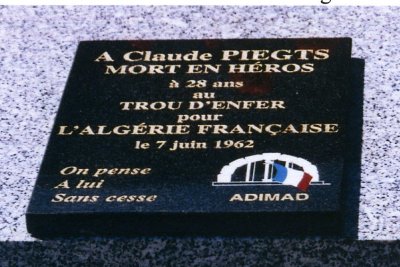 A Claude PIEGTS
MORT EN HÉROS
à 28 ans
au
TROU D'ENFER
pour
L'ALGÉRIE FRANÇAISE
le 7 juin 1962
On pense
A lui
Sans cesse
ADIMAD